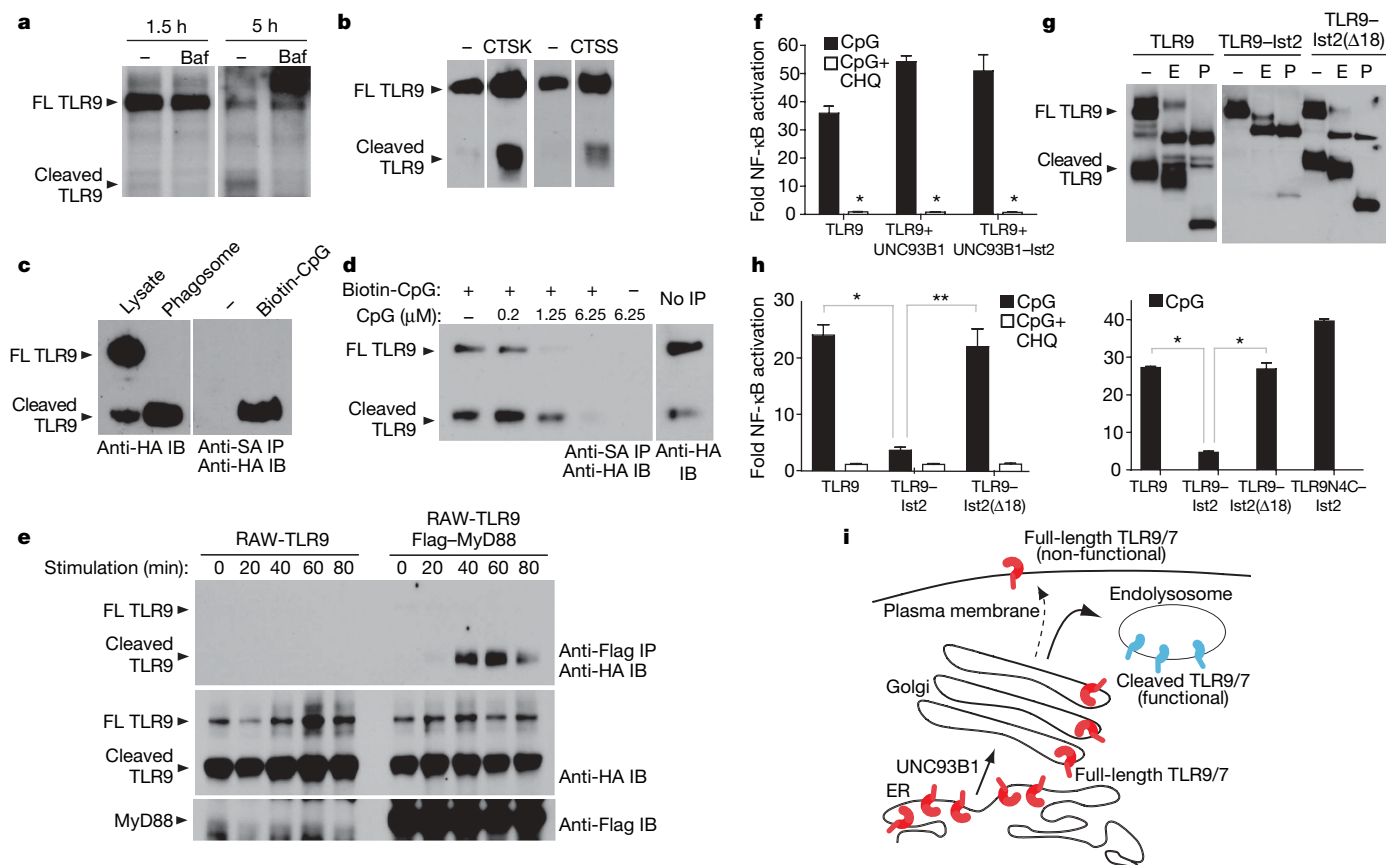 a
1.5 h
5 h
–
Baf
–
Baf
FL TLR9
Cleaved
TLR9
b
–
CTSK
–
CTSS
FL TLR9
Cleaved
TLR9
c
Lysate
Phagosome
–
Biotin-CpG
FL TLR9
Cleaved
TLR9
Anti-HA IB
Anti-SA IP
Anti-HA IB
d
Biotin-CpG: + + + + –
CpG (μM): – 0.2 1.25 6.25 6.25
No IP
FL TLR9
Cleaved
TLR9
Anti-SA IP
Anti-HA IB
Anti-HA
IB
e
RAW-TLR9
RAW-TLR9
Flag–MyD88
Stimulation (min): 0 20 40 60 80 0 20 40 60 80
FL TLR9
Cleaved
TLR9
Anti-Flag IP
Anti-HA IB
FL TLR9
Cleaved
TLR9
Anti-HA IB
MyD88
Anti-Flag IB
f
Fold NF-κB activation
60
50
40
30
20
10
0
CpG
CpG+
CHQ
*
*
*
TLR9
TLR9+
UNC93B1
TLR9+
UNC93B1–Ist2
g
TLR9
TLR9–Ist2
TLR9–
Ist2(Δ18)
– E P – E P – E P
FL TLR9
Cleaved
TLR9
h
Fold NF-κB activation
30
20
10
0
*
**
CpG
CpG+
CHQ
TLR9
TLR9–
Ist2
TLR9–
Ist2(Δ18)
40
30
20
10
0
CpG
*
*
TLR9
TLR9–
Ist2
TLR9–
Ist2(Δ18)
TLR9N4C–
Ist2
i
Full-length TLR9/7
(non-functional)
Plasma membrane
Endolysosome
Cleaved TLR9/7
(functional)
Golgi
UNC93B1
Full-length TLR9/7
ER